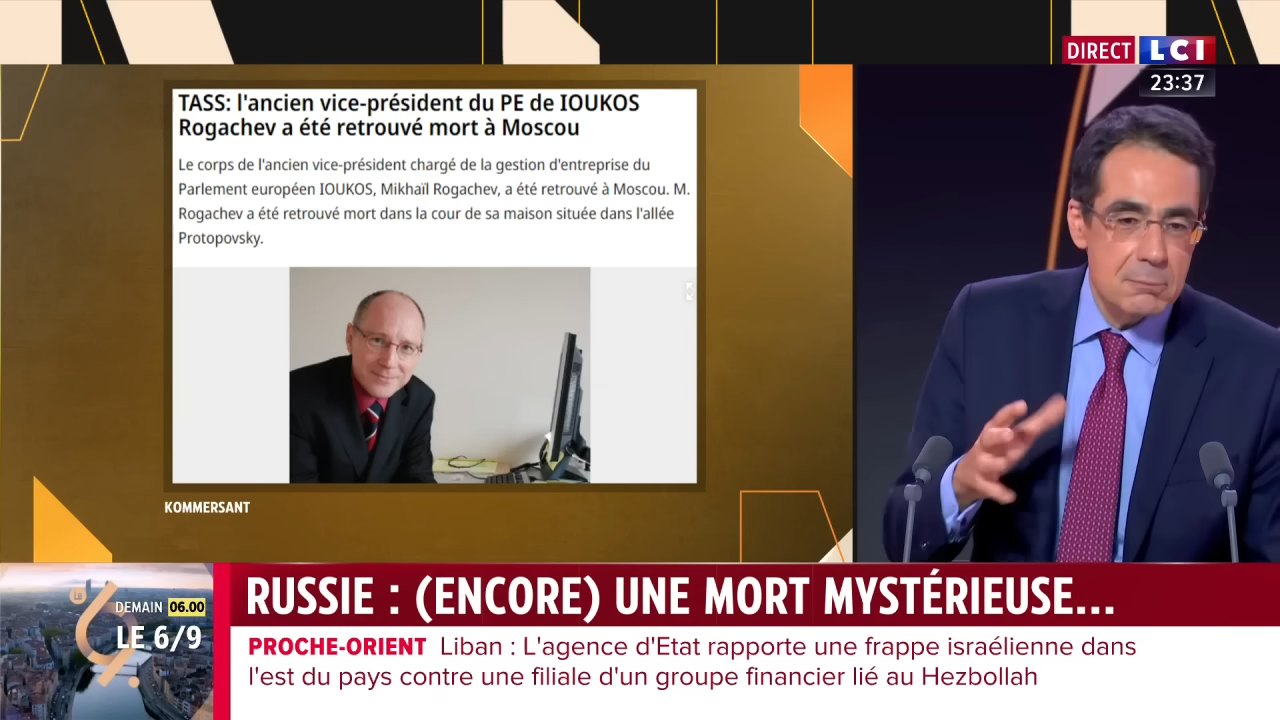 DIRECT LCI
23:37
TASS: l'ancien vice-président du PE de IOUKOS
Rogachev a été retrouvé mort à Moscou
Le corps de l'ancien vice-président chargé de la gestion d'entreprise du
Parlement européen IOUKOS, Mikhaïl Rogachev, a été retrouvé à Moscou. M.
Rogachev a été retrouvé mort dans la cour de sa maison située dans l'allée
Protopovsky.
KOMMERSANT
DEMAIN 06.00
LE 6/9
RUSSIE : (ENCORE) UNE MORT MYSTÉRIEUSE...
PROCHE-ORIENT Liban : L'agence d'Etat rapporte une frappe israélienne dans
l'est du pays contre une filiale d'un groupe financier lié au Hezbollah